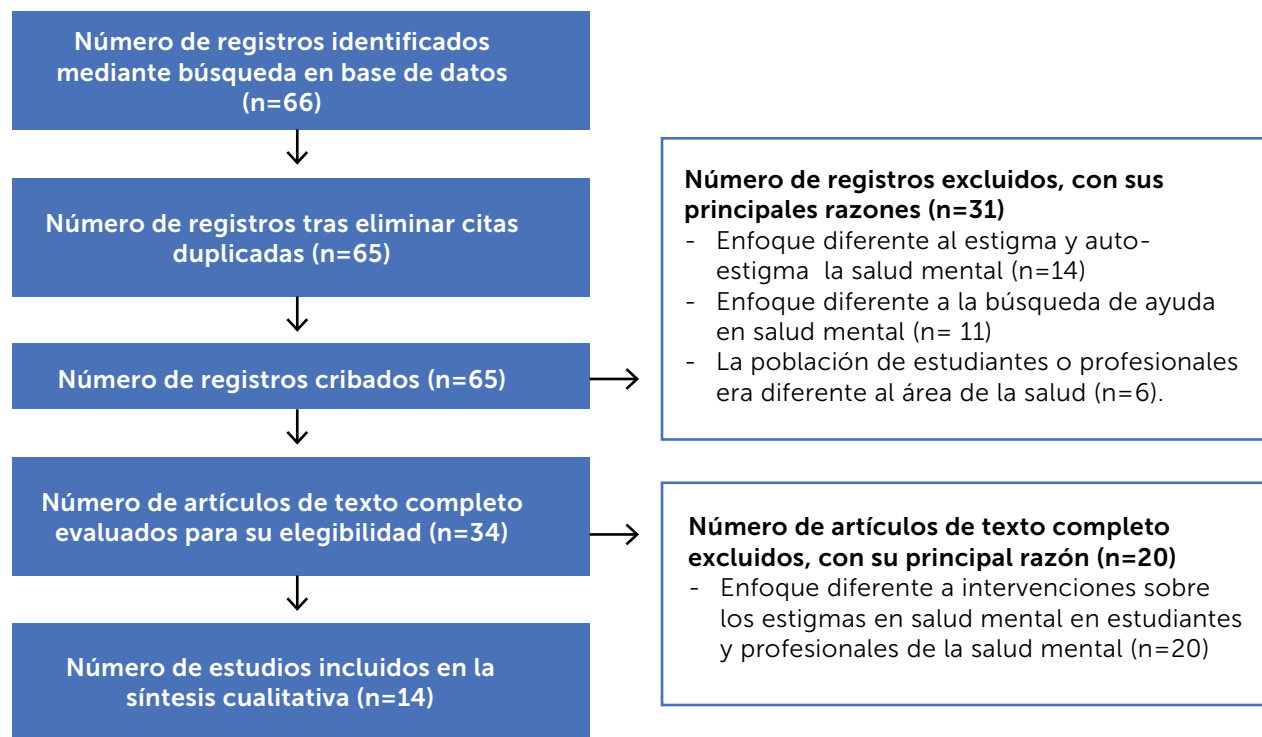 Número de registros identificados
mediante búsqueda en base de datos
(n=66)
Número de registros tras eliminar citas
duplicadas (n=65)
Número de registros cribados (n=65)
Número de registros excluidos, con sus
principales razones (n=31)
- Enfoque diferente al estigma y auto-
estigma  la salud mental (n=14)
- Enfoque diferente a la búsqueda de ayuda
en salud mental (n= 11)
- La población de estudiantes o profesionales
era diferente al área de la salud (n=6).
Número de artículos de texto completo
evaluados para su elegibilidad (n=34)
Número de artículos de texto completo
excluidos, con su principal razón (n=20)
- Enfoque diferente a intervenciones sobre
los estigmas en salud mental en estudiantes
y profesionales de la salud mental (n=20)
Número de estudios incluidos en la
síntesis cualitativa (n=14)